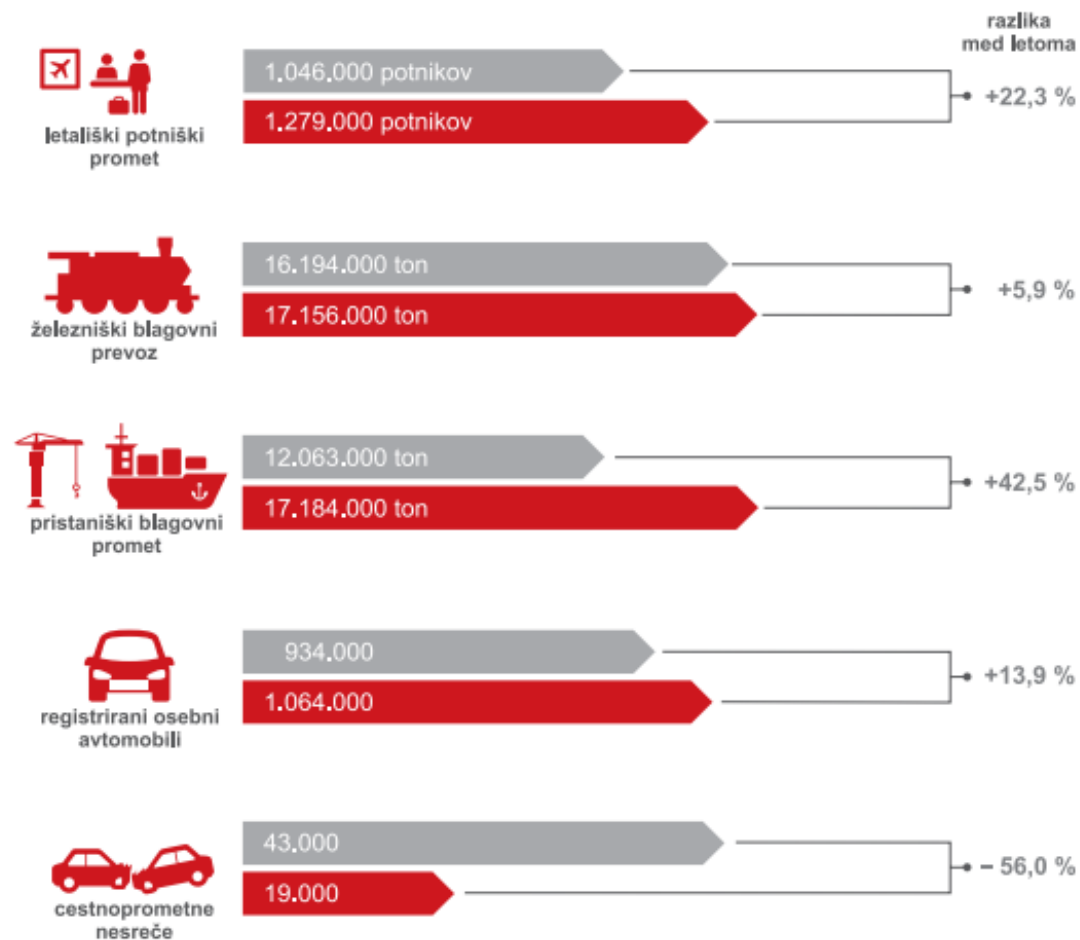 razlika
med letoma
1.046.000 potnikov
1.279.000 potnikov
+22,3 %
letališki potniški
promet
16.194.000 ton
17.156.000 ton
+5,9 %
železniški blagovni
prevoz
12.063.000 ton
17.184.000 ton
+42,5 %
pristaniški blagovni
promet
934.000
1.064.000
+13,9 %
registrirani osebni
avtomobili
43.000
19.000
– 56,0 %
cestnoprometne
nesreče